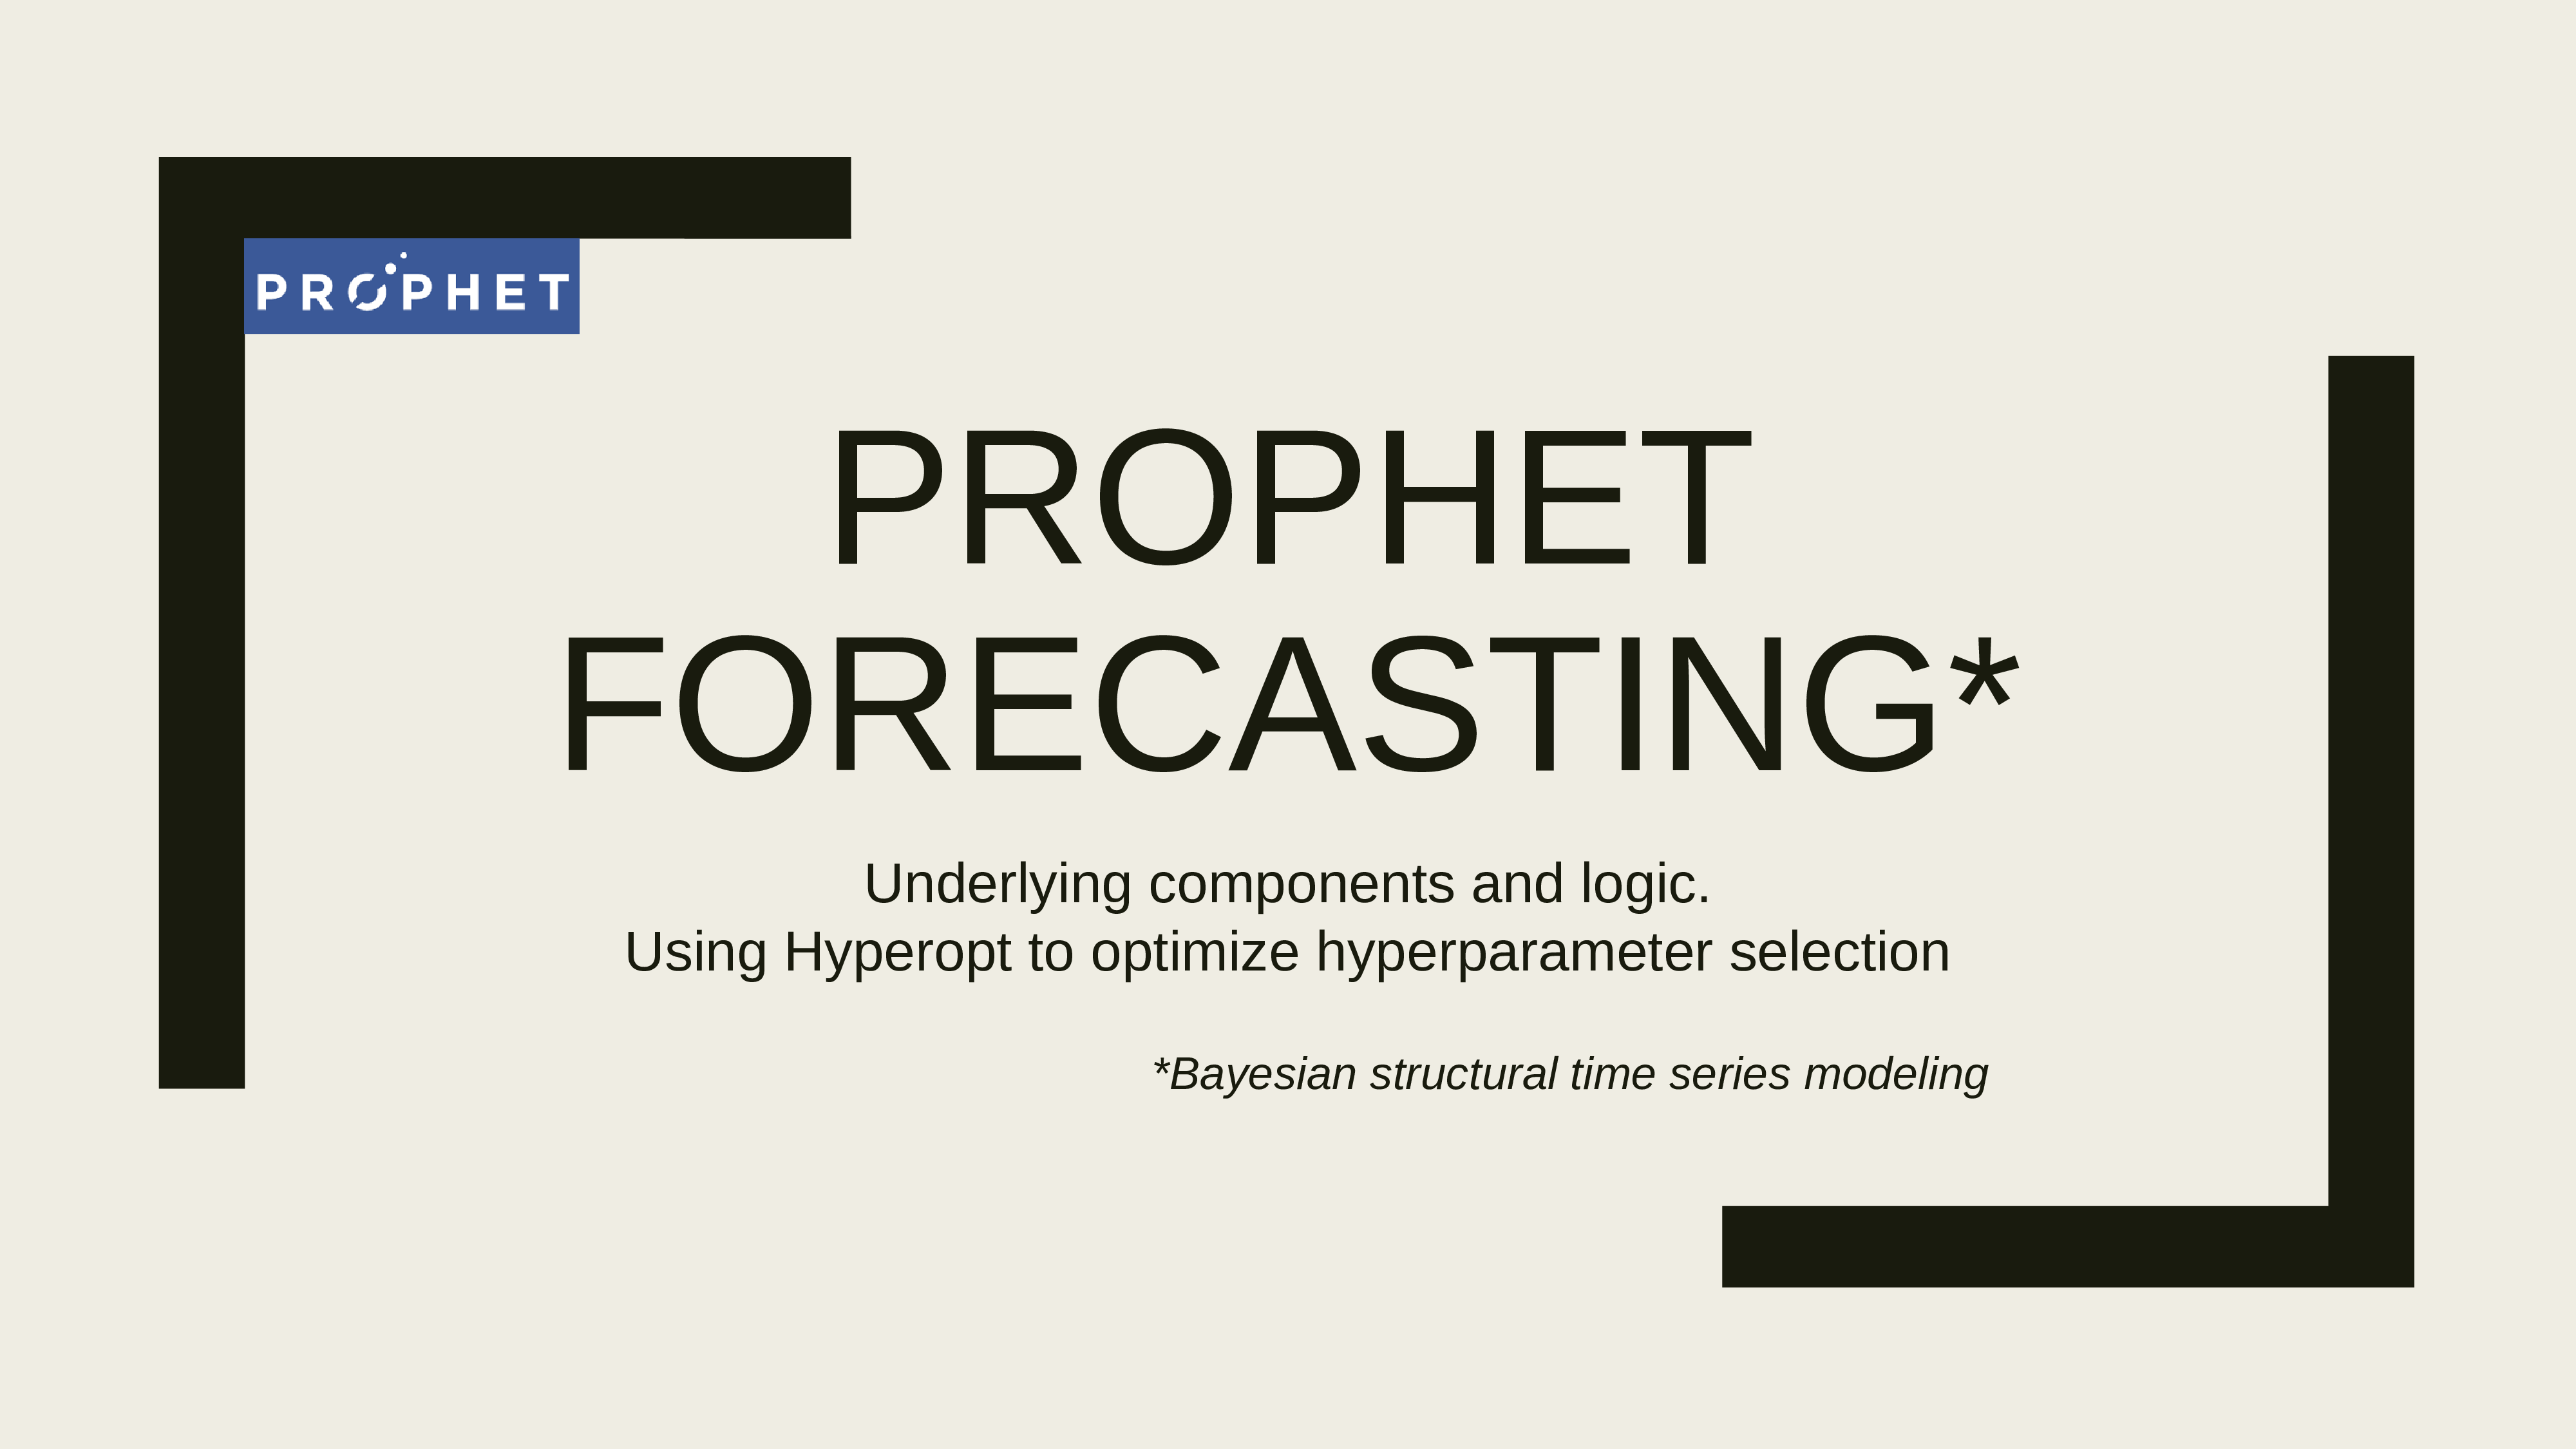 PROPHET
PROPHET
FORECASTING*
Underlying components and logic.
Using Hyperopt to optimize hyperparameter selection
*Bayesian structural time series modeling